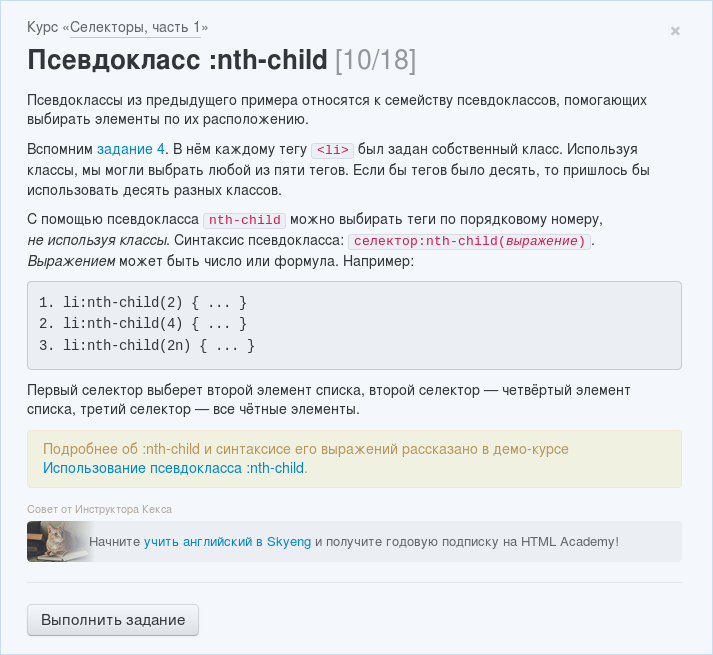 Курс «Селекторы, часть 1»
×
Псевдокласс :nth-child [10/18]
Псевдоклассы из предыдущего примера относятся к семейству псевдоклассов, помогающих
выбирать элементы по их расположению.
Вспомним задание 4. В нём каждому тегу <li> был задан собственный класс. Используя
классы, мы могли выбрать любой из пяти тегов. Если бы тегов было десять, то пришлось бы
использовать десять разных классов.
С помощью псевдокласса nth-child можно выбирать теги по порядковому номеру,
не используя классы. Синтаксис псевдокласса: селектор:nth-child(выражение).
Выражением может быть число или формула. Например:
1. li:nth-child(2) { ... }
2. li:nth-child(4) { ... }
3. li:nth-child(2n) { ... }
Первый селектор выберет второй элемент списка, второй селектор — четвёртый элемент
списка, третий селектор — все чётные элементы.
Подробнее об :nth-child и синтаксисе его выражений рассказано в демо-курсе
Использование псевдокласса :nth-child.
Совет от Инструктора Кекса
Начните учить английский в Skyeng и получите годовую подписку на HTML Academy!
Выполнить задание